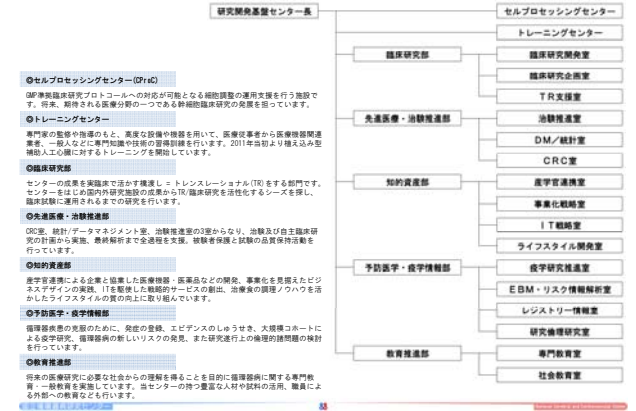 研究開発基盤センター長
セルプロセッシングセンター
トレーニングセンター
臨床研究部
臨床研究開発室
臨床研究企画室
TR支援室
先進医療・治験推進部
治験推進室
DM/統計室
CRC室
知的資産部
産学官連携室
事業化戦略室
IT戦略室
ライフスタイル開発室
予防医学・疫学情報部
疫学研究推進室
EBM・リスク情報解析室
レジストリー情報室
研究倫理研究室
教育推進部
専門教育室
社会教育室
◎セルプロセッシングセンター(CProC)
GMP準拠臨床研究プロトコールへの対応が可能となる細胞調整の運用支援を行う施設で
す。将来、期待される医療分野の一つである幹細胞臨床研究の発展を担っています。
◎トレーニングセンター
専門家の監修や指導のもと、高度な設備や機器を用いて、医療従事者から医療機器関連
業者、一般人などに専門知識や技術の習得訓練を行います。2011年当初より植え込み型
補助人工心臓に対するトレーニングを開始しています。
◎臨床研究部
センターの成果を実臨床で活かす橋渡し = トレンスレーショナル(TR)をする部門です。
センターをはじめ国内外研究施設の成果からTR/臨床研究を活性化するシーズを探し、
臨床試験に運用されるまでの研究を行います。
◎先進医療・治験推進部
CRC室、統計/データマネジメント室、治験推進室の3室からなり、治験及び自主臨床研
究の計画から実施、最終解析まで全過程を支援。被験者保護と試験の品質保持活動を
行っています。
◎知的資産部
産学官連携による企業と協業した医療機器・医薬品などの開発、事業化を見据えたビジ
ネスデザインの実践、ITを駆使した戦略的サービスの創出、治療食の調理ノウハウを活
かしたライフスタイルの質の向上に取り組んでいます。
◎予防医学・疫学情報部
循環器疾患の克服のために、発症の登録、エビデンスのしゅうせき、大規模コホートに
よる疫学研究、循環器病の新しいリスクの発見、また研究遂行上の倫理的諸問題の検討
を行っています。
◎教育推進部
将来の医療研究に必要な社会からの理解を得ることを目的に循環器病に関する専門教
育・一般教育を実施しています。当センターの持つ豊富な人材や試料の活用、職員によ
る外部への教育なども行います。
国立循環器病研究センター
National Cerebral and Cardiovascular Center